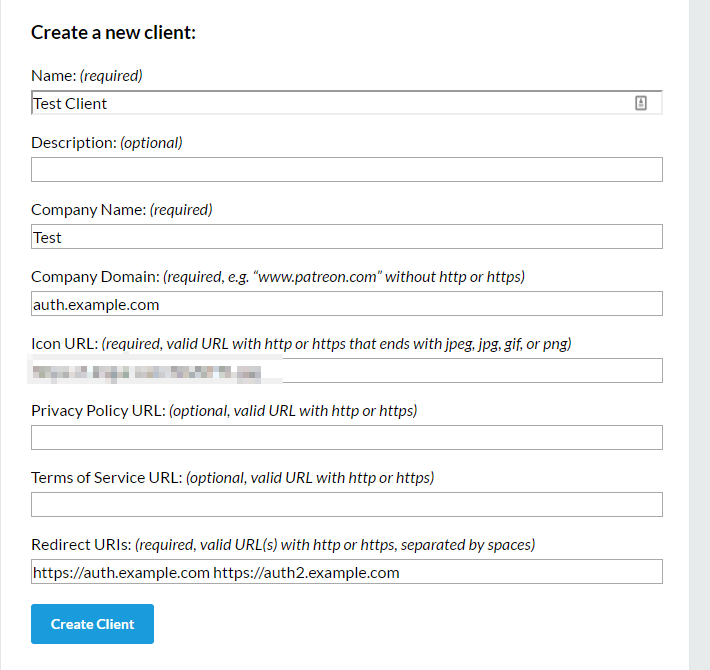 Create a new client:
Name: (required)
Test Client
Description: (optional)
Company Name: (required)
Test
Company Domain: (required, e.g. “www.patreon.com” without http or https)
auth.example.com
Icon URL: (required, valid URL with http or https that ends with jpeg, jpg, gif, or png)
Privacy Policy URL: (optional, valid URL with http or https)
Terms of Service URL: (optional, valid URL with http or https)
Redirect URIs: (required, valid URL(s) with http or https, separated by spaces)
https://auth.example.com https://auth2.example.com
Create Client